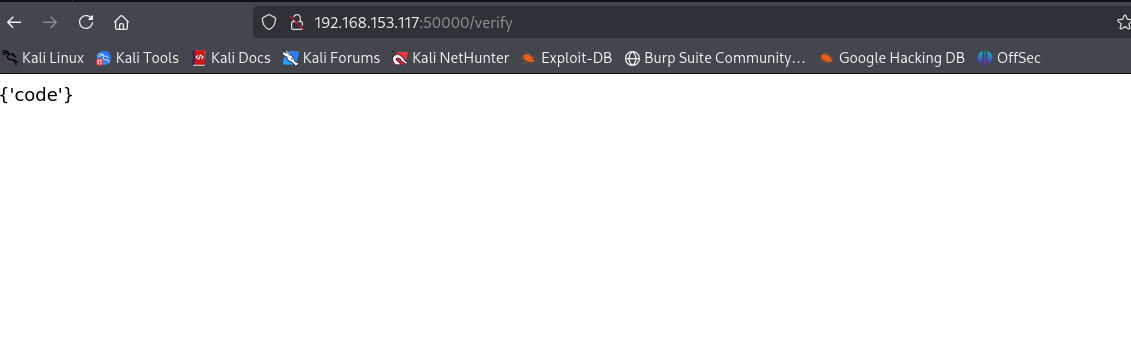 192.168.153.117:50000/verify
Kali Linux Kali Tools Kali Docs Kali Forums Kali NetHunter Exploit-DB Burp Suite Community... Google Hacking DB OffSec
{'code'}